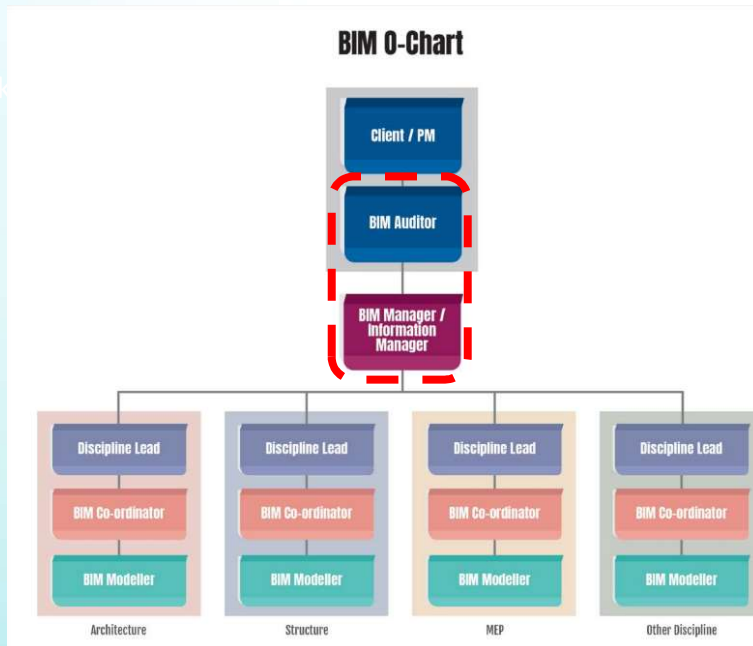 BIM O-Chart
Client / PM
BIM Auditor
BIM Manager /
Information
Manager
Discipline Lead
Discipline Lead
Discipline Lead
Discipline Lead
BIM Co-ordinator
BIM Co-ordinator
BIM Co-ordinator
BIM Co-ordinator
BIM Modeller
BIM Modeller
BIM Modeller
BIM Modeller
Architecture
Structure
MEP
Other Discipline